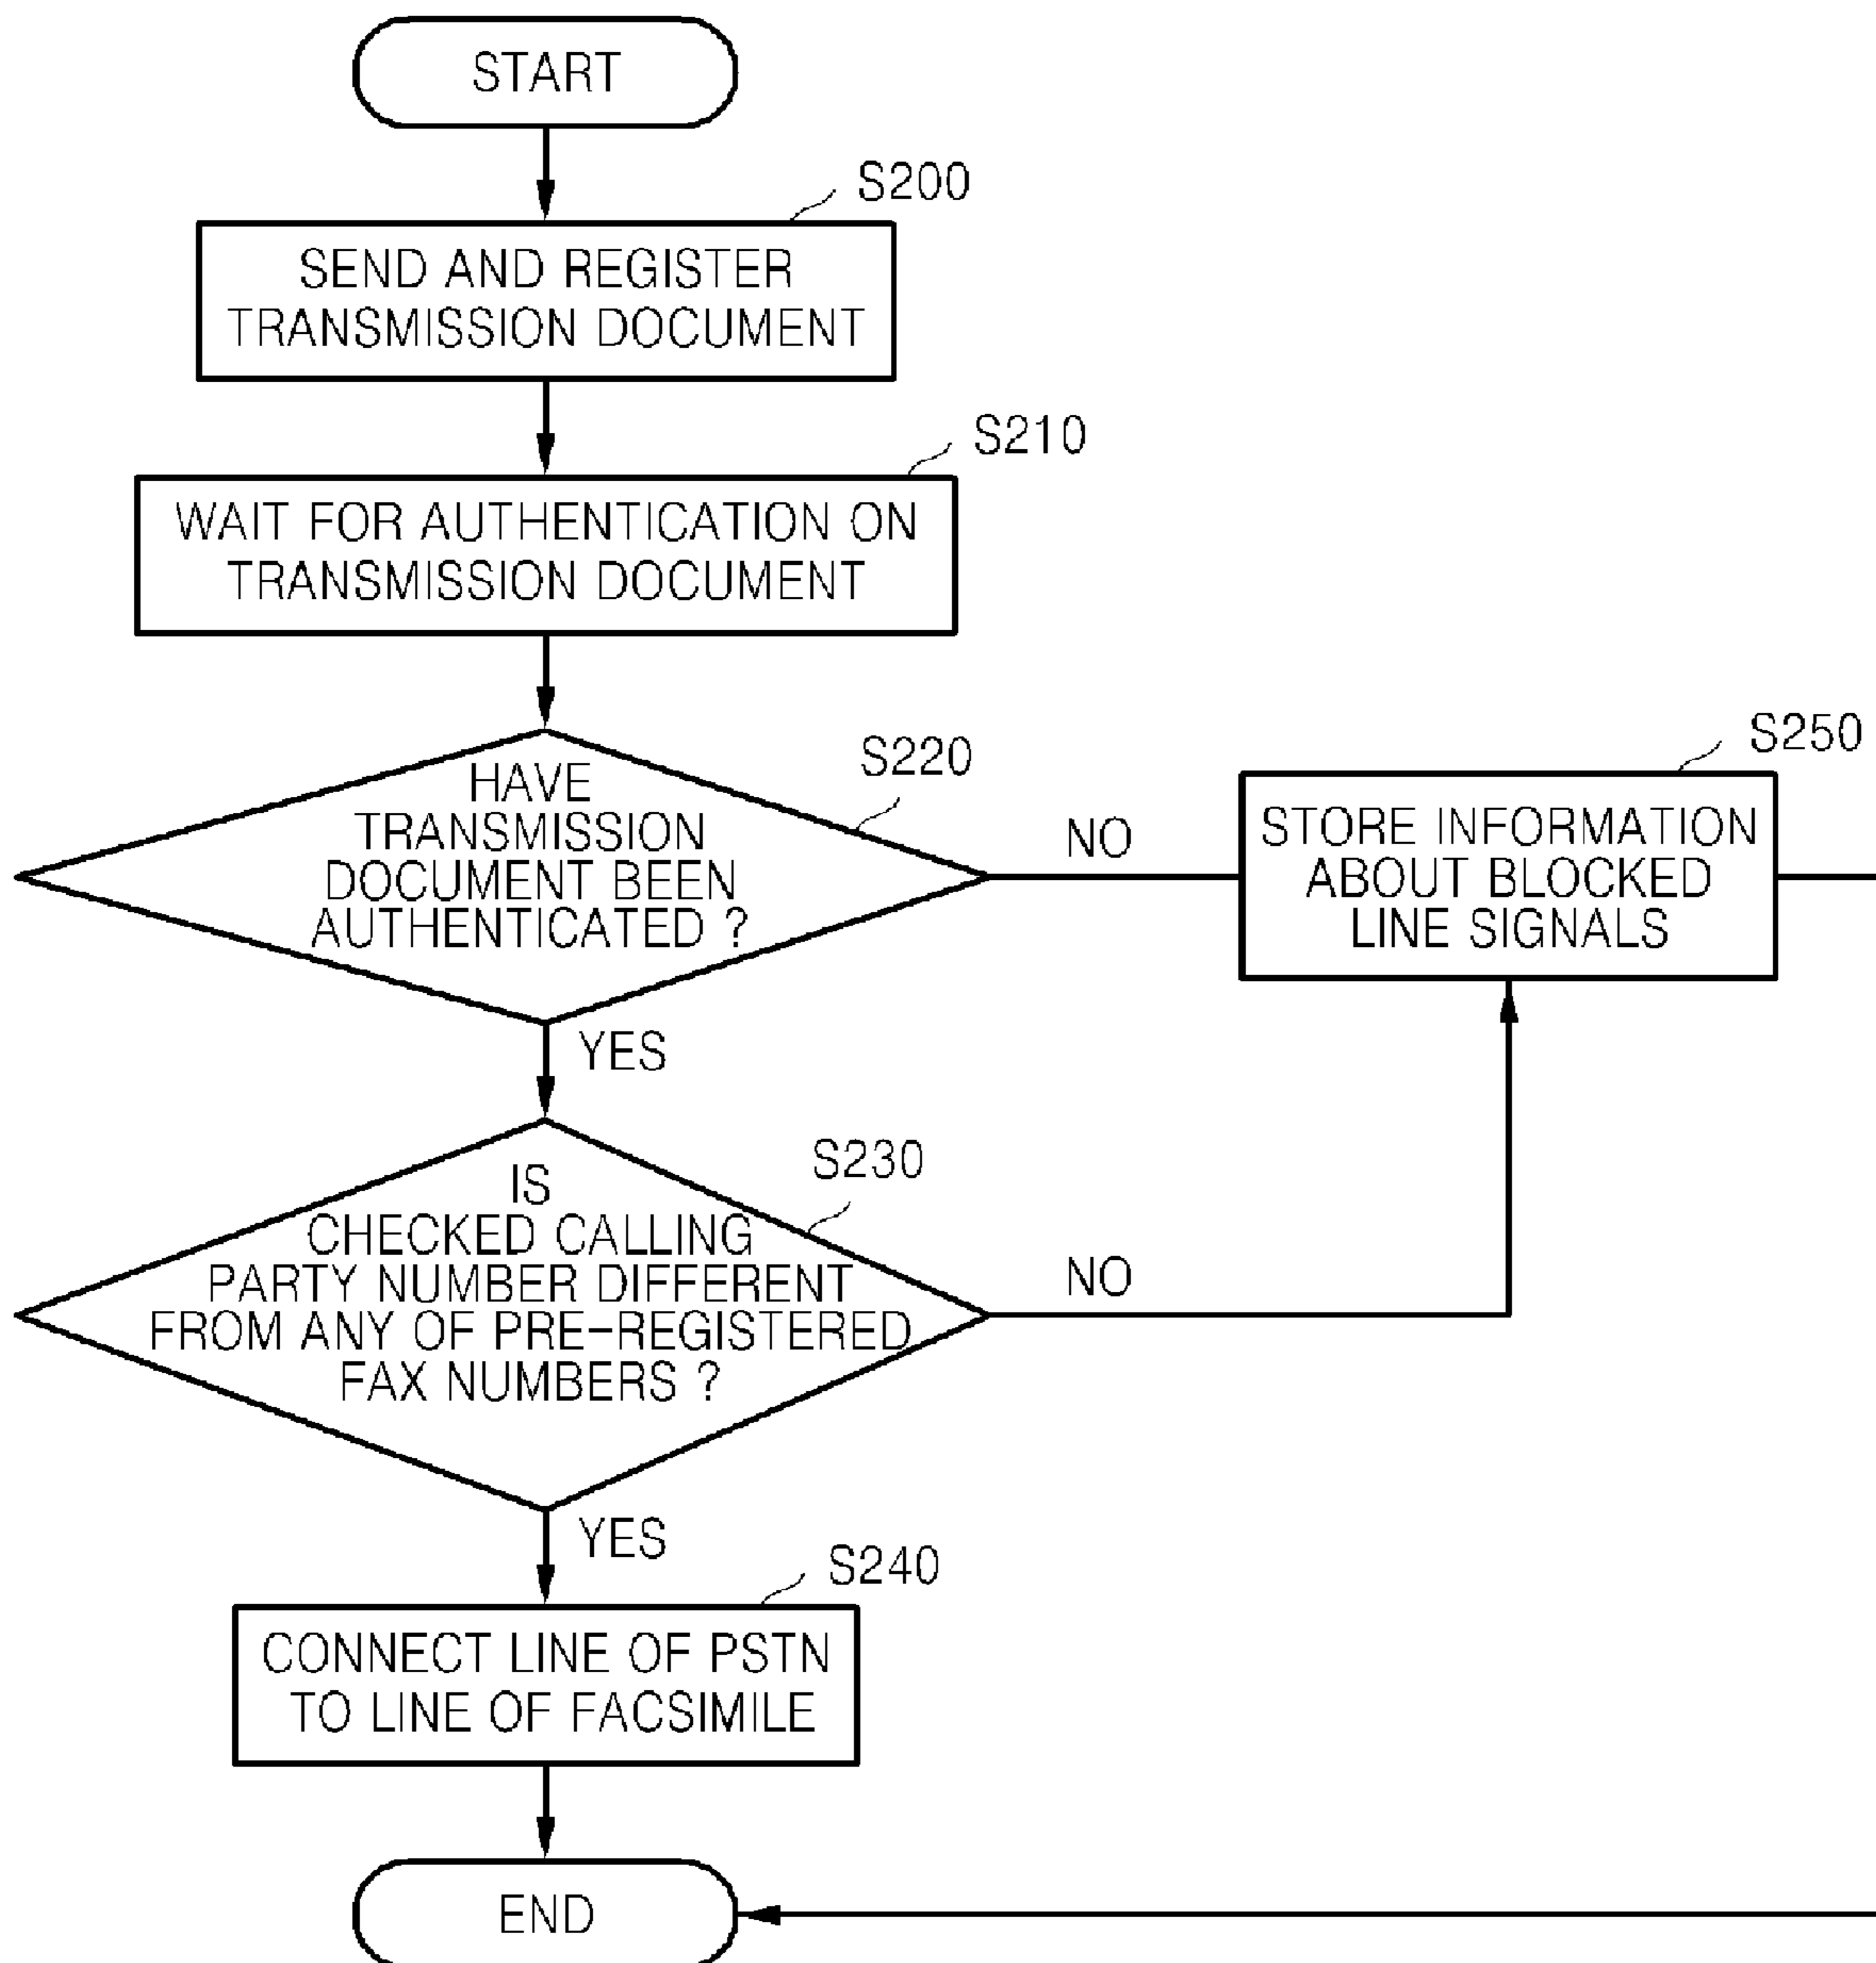 START
S200
SEND AND REGISTER
TRANSMISSION DOCUMENT
S210
WAIT FOR AUTHENTICATION ON
TRANSMISSION DOCUMENT
S220
HAVE
TRANSMISSION
DOCUMENT BEEN
AUTHENTICATED ?
NO
S250
STORE INFORMATION
ABOUT BLOCKED
LINE SIGNALS
YES
S230
IS
CHECKED CALLING
PARTY NUMBER DIFFERENT
FROM ANY OF PRE-REGISTERED
FAX NUMBERS ?
NO
YES
S240
CONNECT LINE OF PSTN
TO LINE OF FACSIMILE
END